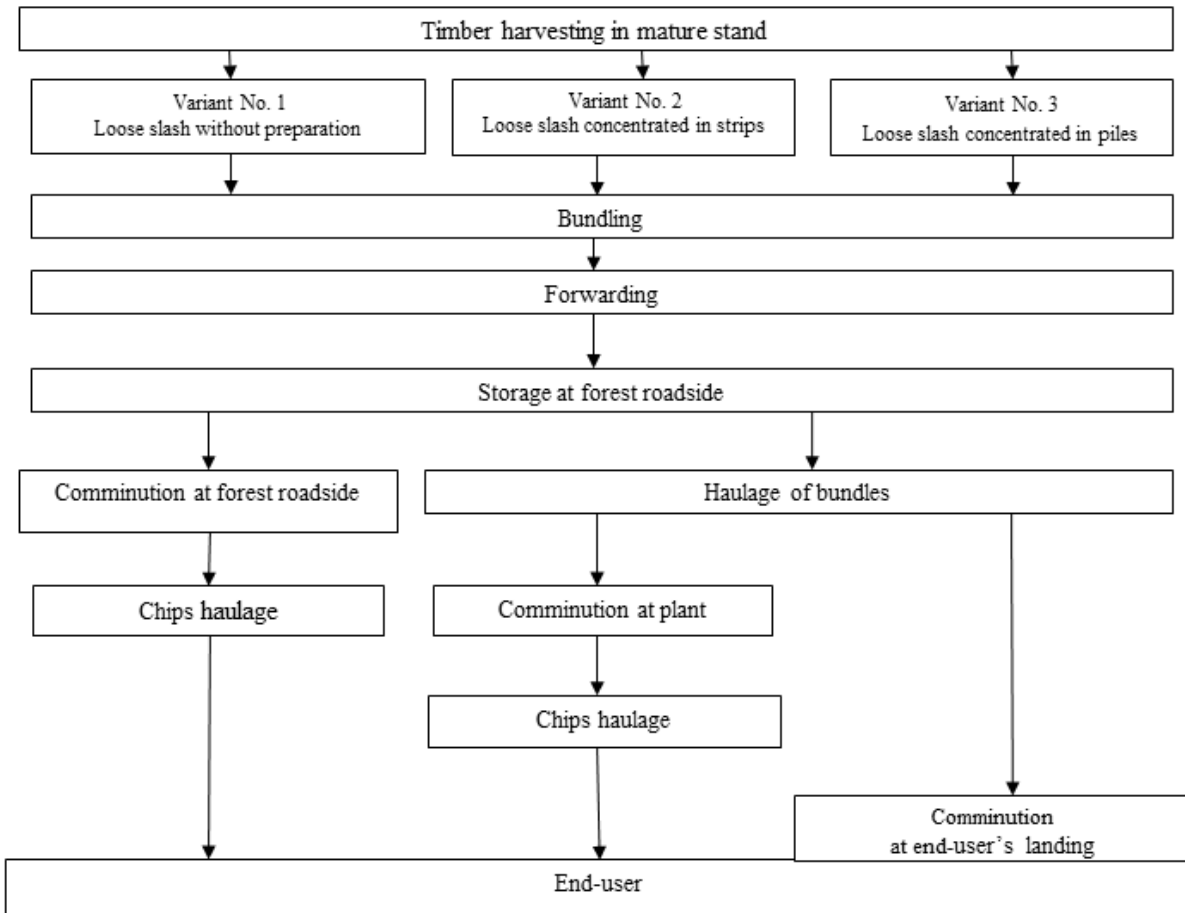 Timber harvesting in mature stand
Variant No. 1
Loose slash without preparation
Variant No. 2
Loose slash concentrated in strips
Variant No. 3
Loose slash concentrated in piles
Bundling
Forwarding
Storage at forest roadside
Comminution at forest roadside
Haulage of bundles
Chips haulage
Comminution at plant
Chips haulage
Comminution
at end-user’s landing
End-user